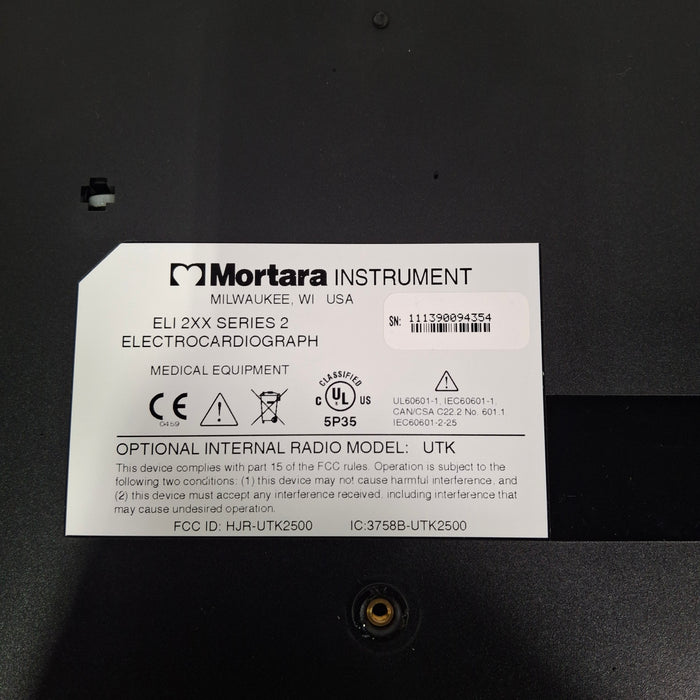 Mortara INSTRUMENT
MILWAUKEE, WI USA
ELI 2XX SERIES 2
ELECTROCARDIOGRAPH
SN: 111390094354
MEDICAL EQUIPMENT
CE
0459
CLASSIFIED
C UL US
5P35
UL60601-1, IEC60601-1,
CAN/CSA C22.2 No. 601.1
IEC60601-2-25
OPTIONAL INTERNAL RADIO MODEL: UTK
This device complies with part 15 of the FCC rules. Operation is subject to the
following two conditions: (1) this device may not cause harmful interference, and
(2) this device must accept any interference received, including interference that
may cause undesired operation.
FCC ID: HJR-UTK2500 IC:3758B-UTK2500